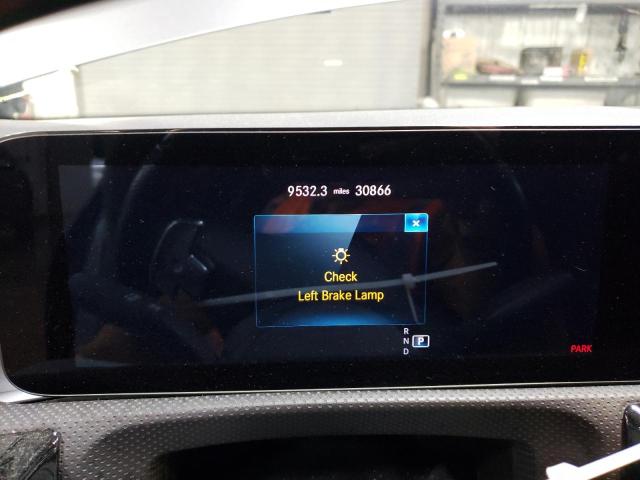 9532.3 miles 30866
Check
Left Brake Lamp
R
N P
D
PARK